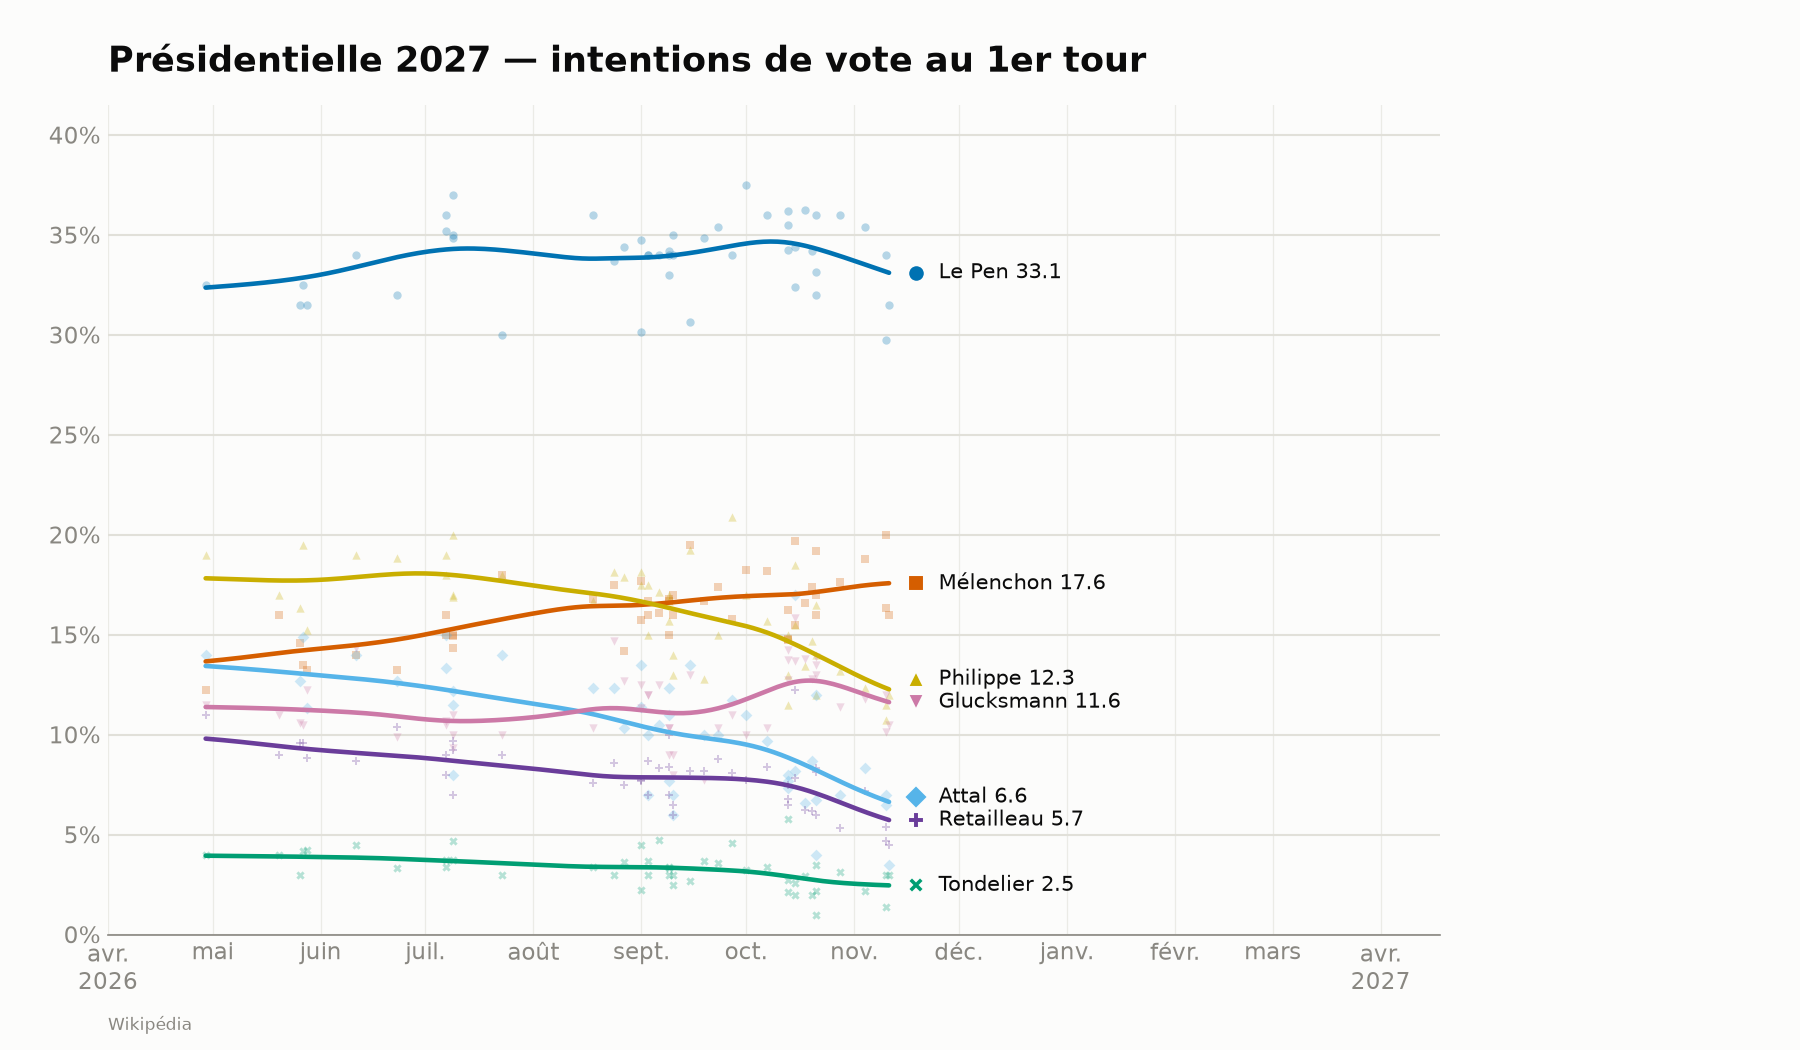 Présidentielle 2027 — intentions de vote au 1er tour
40%
35%
30%
25%
20%
15%
10%
5%
0%
Le Pen 33.1
Mélenchon 17.6
Philippe 12.3
Glucksmann 11.6
Attal 6.6
Retailleau 5.7
Tondelier 2.5
avr. mai juin juil. août sept. oct. nov. déc. janv. févr. mars avr.
2026 2027
Wikipédia